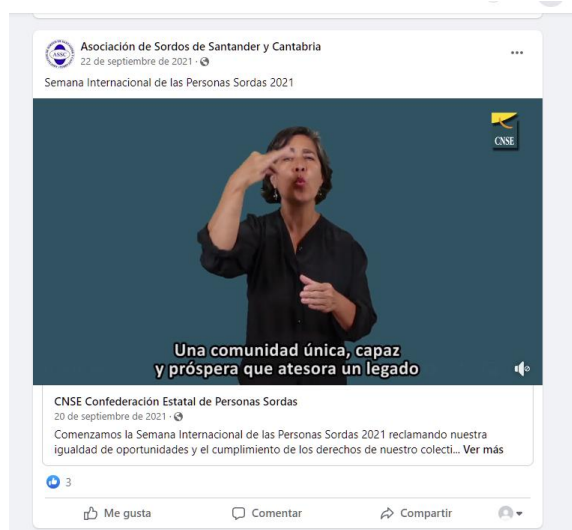 ASSC
Asociación de Sordos de Santander y Cantabria
22 de septiembre de 2021 ·
Semana Internacional de las Personas Sordas 2021
CNSE
Una comunidad única, capaz
y próspera que atesora un legado
CNSE Confederación Estatal de Personas Sordas
20 de septiembre de 2021 ·
Comenzamos la Semana Internacional de las Personas Sordas 2021 reclamando nuestra
igualdad de oportunidades y el cumplimiento de los derechos de nuestro colecti... Ver más
3
Me gusta
Comentar
Compartir